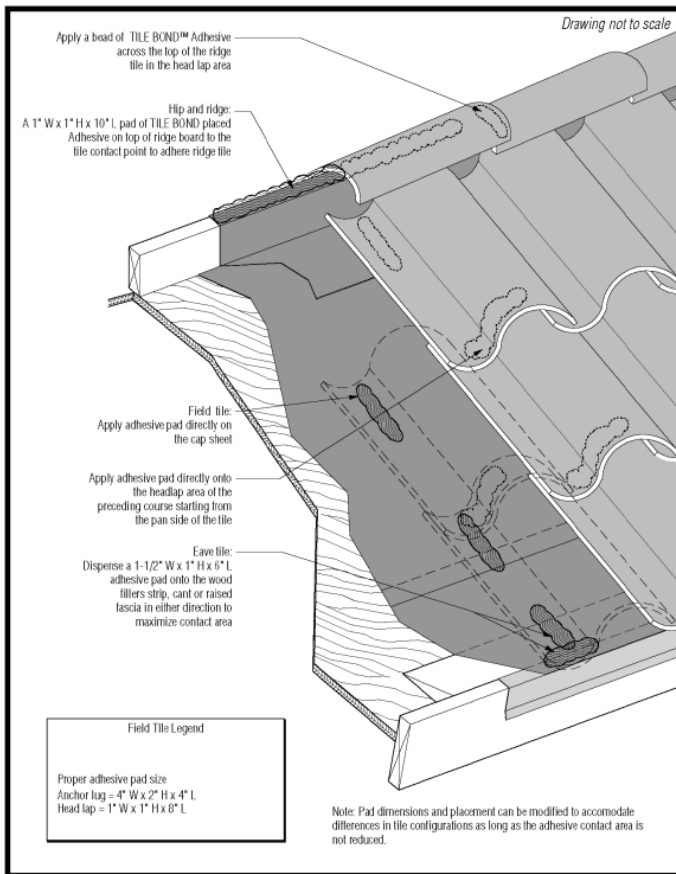 Drawing not to scale
Apply a bead of TILE BOND™ Adhesive
across the top of the ridge
tile in the head lap area
Hip and ridge:
A 1" W x 1" H x 10" L pad of TILE BOND placed
Adhesive on top of ridge board to the
tile contact point to adhere ridge tile
Field tile:
Apply adhesive pad directly on
the cap sheet
Apply adhesive pad directly onto
the headlap area of the
preceding course starting from
the pan side of the tile
Eave tile:
Dispense a 1-1/2" W x 1" H x 6" L
adhesive pad onto the wood
fillers strip, cant or raised
fascia in either direction to
maximize contact area
Field Tile Legend
Proper adhesive pad size
Anchor lug = 4" W x 2" H x 4" L
Head lap = 1" W x 1" H x 8" L
Note: Pad dimensions and placement can be modified to accomodate
differences in tile configurations as long as the adhesive contact area is
not reduced.